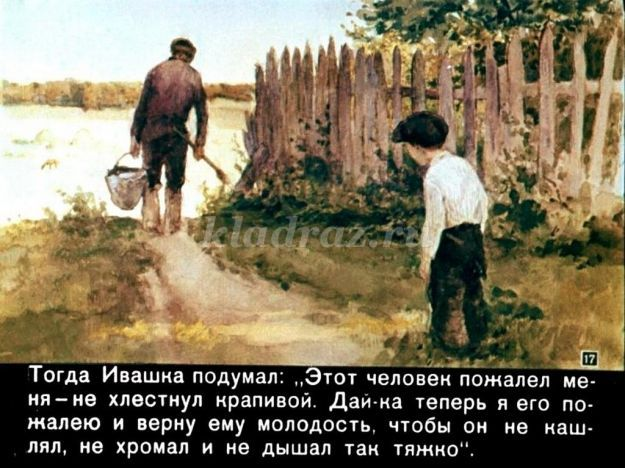 kladraz.ru
17
Тогда Ивашка подумал: „Этот человек пожалел ме-
ня – не хлестнул крапивой. Дай-ка теперь я его по-
жалею и верну ему молодость, чтобы он не каш-
лял, не хромал и не дышал так тяжко“.